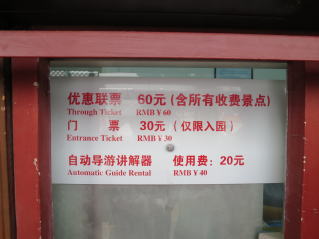 优惠联票 60元(含所有收费景点)
Through Ticket RMB￥60
门 票 30元(仅限入园)
Entrance Ticket RMB￥30
自动导游讲解器 使用费:20元
Automatic Guide Rental RMB￥40